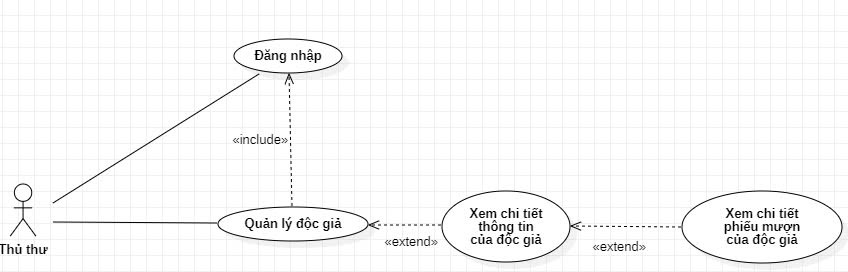 Đăng nhập
«include»
Thủ thư
Quản lý độc giả
«extend»
Xem chi tiết
thông tin
của độc giả
«extend»
Xem chi tiết
phiếu mượn
của độc giả